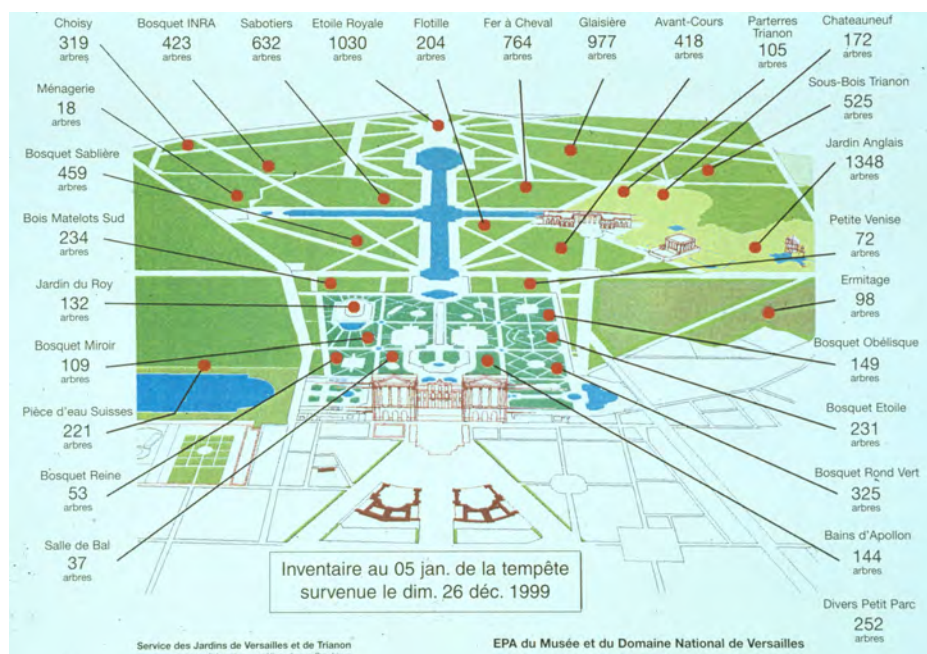 Choisy
319
arbres
Bosquet INRA
423
arbres
Sabotiers
632
arbres
Etoile Royale
1030
arbres
Flotille
204
arbres
Fer à Cheval
764
arbres
Glaisière
977
arbres
Avant-Cours
418
arbres
Parterres
Trianon
105
arbres
Chateauneuf
172
arbres
Ménagerie
18
arbres
Bosquet Sablière
459
arbres
Bois Matelots Sud
234
arbres
Jardin du Roy
132
arbres
Bosquet Miroir
109
arbres
Pièce d'eau Suisses
221
arbres
Bosquet Reine
53
arbres
Salle de Bal
37
arbres
Sous-Bois Trianon
525
arbres
Jardin Anglais
1348
arbres
Petite Venise
72
arbres
Ermitage
98
arbres
Bosquet Obélisque
149
arbres
Bosquet Etoile
231
arbres
Bosquet Rond Vert
325
arbres
Bains d'Apollon
144
arbres
Divers Petit Parc
252
arbres
Inventaire au 05 jan. de la tempête
survenue le dim. 26 déc. 1999
Service des Jardins de Versailles et de Trianon
EPA du Musée et du Domaine National de Versailles